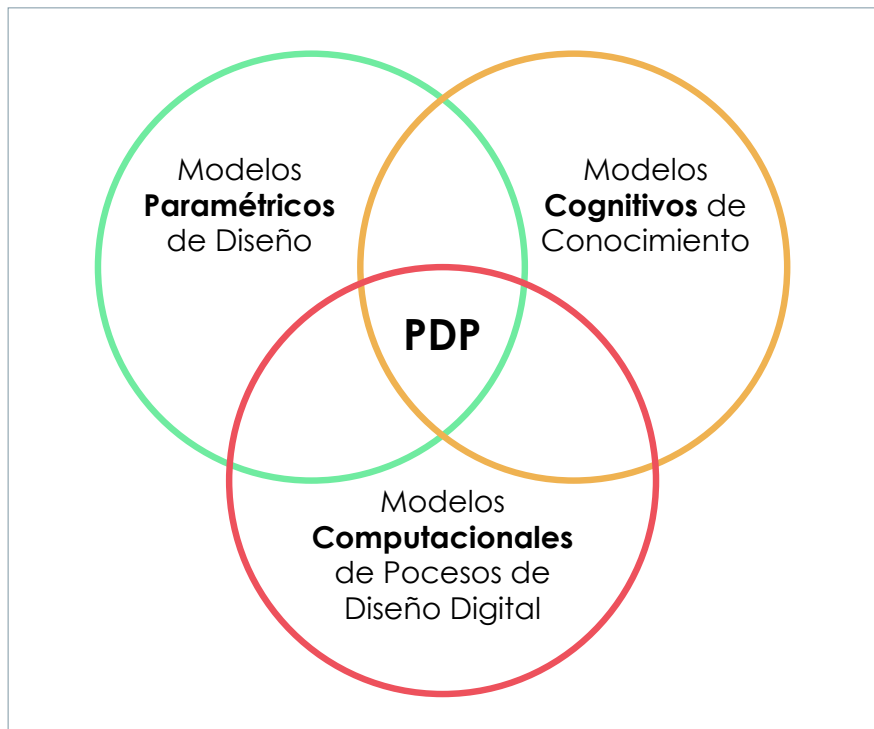 Modelos
Paramétricos
de Diseño
Modelos
Cognitivos de
Conocimiento
PDP
Modelos
Computacionales
de Pocesos de
Diseño Digital